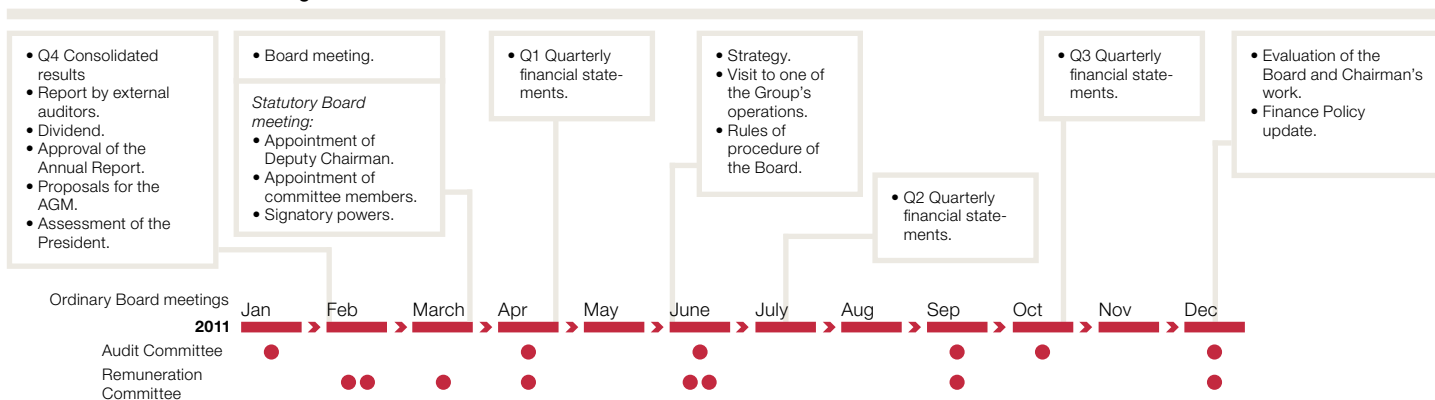 • Q4 Consolidated
results
• Report by external
auditors.
• Dividend.
• Approval of the
Annual Report.
• Proposals for the
AGM.
• Assessment of the
President.
• Board meeting.
Statutory Board
meeting:
• Appointment of
Deputy Chairman.
• Appointment of
committee members.
• Signatory powers.
• Q1 Quarterly
financial state-
ments.
• Strategy.
• Visit to one of
the Group's
operations.
• Rules of
procedure of
the Board.
• Q2 Quarterly
financial state-
ments.
• Q3 Quarterly
financial state-
ments.
• Evaluation of the
Board and Chairman's
work.
• Finance Policy
update.
Ordinary Board meetings
2011
Jan Feb March Apr May June July Aug Sep Oct Nov Dec
Audit Committee
Remuneration
Committee